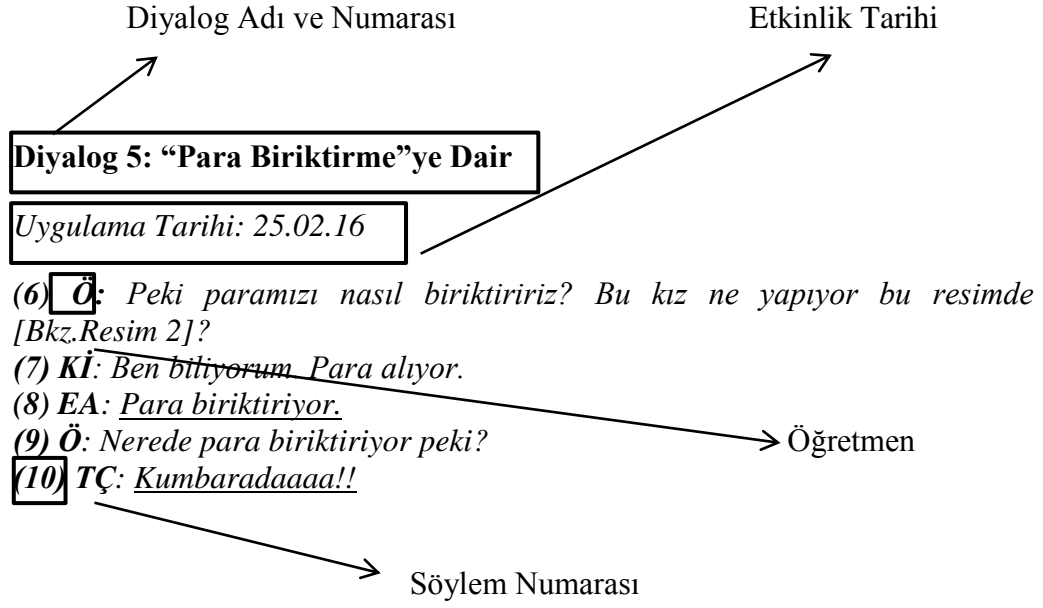 Diyalog Adı ve Numarası Etkinlik Tarihi
Diyalog 5: “Para Biriktirme”ye Dair
Uygulama Tarihi: 25.02.16
(6) Ö: Peki paramızı nasıl biriktiririz? Bu kız ne yapıyor bu resimde
[Bkz.Resim 2]?
(7) Kİ: Ben biliyorum. Para alıyor.
(8) EA: Para biriktiriyor.
(9) Ö: Nerede para biriktiriyor peki?
Öğretmen
(10) TÇ: Kumbaradaaaa!!
Söylem Numarası